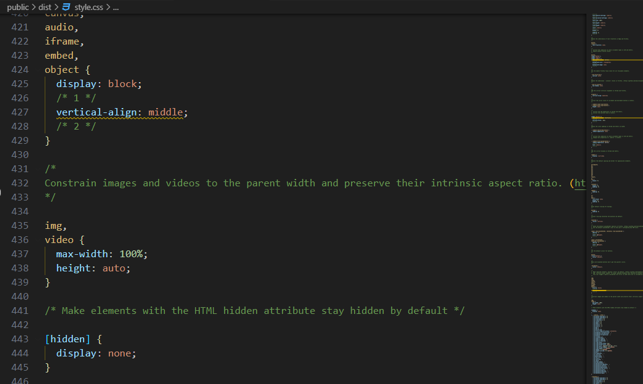 public > dist > style.css > ...
420 canvas,
421 audio,
422 iframe,
423 embed,
424 object {
425 display: block;
426 /* 1 */
427 vertical-align: middle;
428 /* 2 */
429 }
430
431 /*
432 Constrain images and videos to the parent width and preserve their intrinsic aspect ratio. (ht
433 */
434
435 img,
436 video {
437 max-width: 100%;
438 height: auto;
439 }
440
441 /* Make elements with the HTML hidden attribute stay hidden by default */
442
443 [hidden] {
444 display: none;
445 }
446